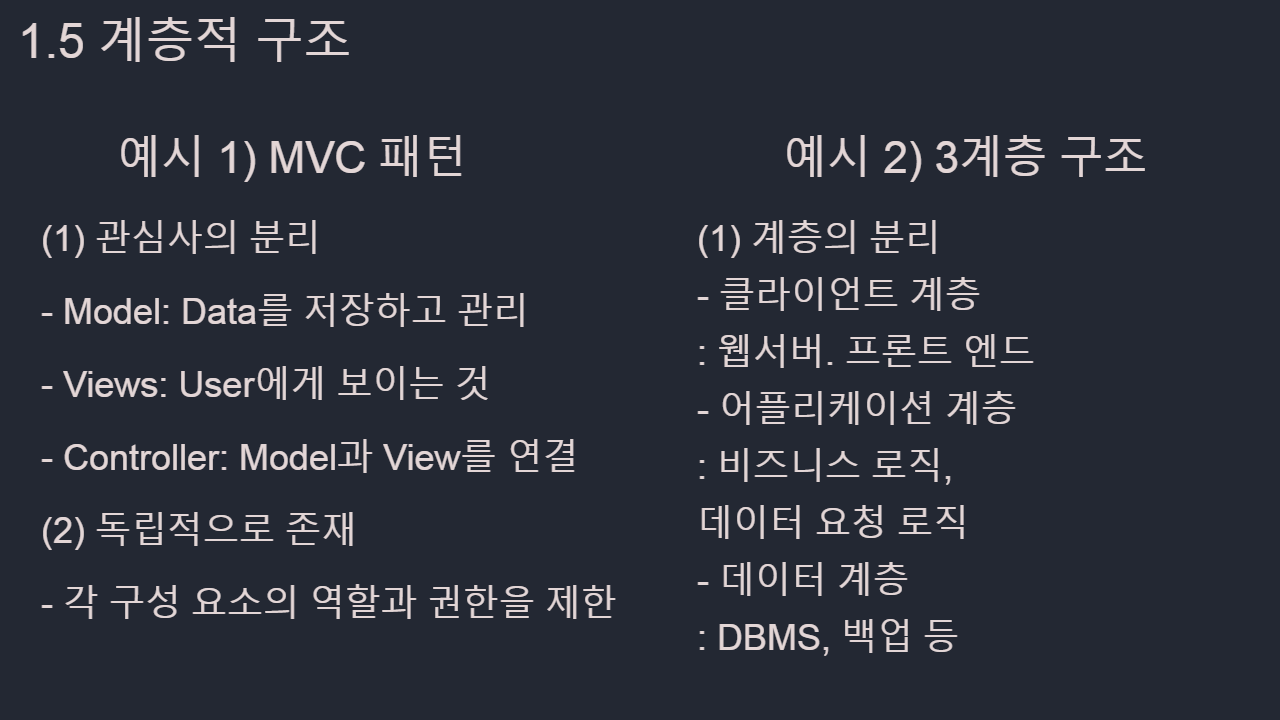 1.5 계층적 구조
예시 1) MVC 패턴
(1) 관심사의 분리
- Model: Data를 저장하고 관리
- Views: User에게 보이는 것
- Controller: Model과 View를 연결
(2) 독립적으로 존재
- 각 구성 요소의 역할과 권한을 제한
예시 2) 3계층 구조
(1) 계층의 분리
- 클라이언트 계층
: 웹서버. 프론트 엔드
- 어플리케이션 계층
: 비즈니스 로직,
데이터 요청 로직
- 데이터 계층
: DBMS, 백업 등